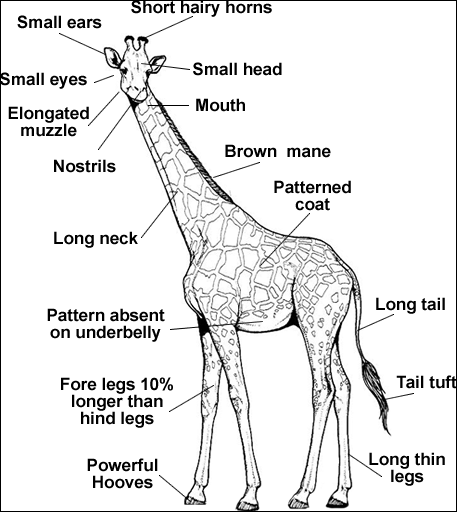 Short hairy horns
Small ears
Small head
Small eyes
Mouth
Elongated
muzzle
Nostrils
Brown mane
Patterned
coat
Long neck
Long tail
Pattern absent
on underbelly
Tail tuft
Fore legs 10%
longer than
hind legs
Long thin
legs
Powerful
Hooves